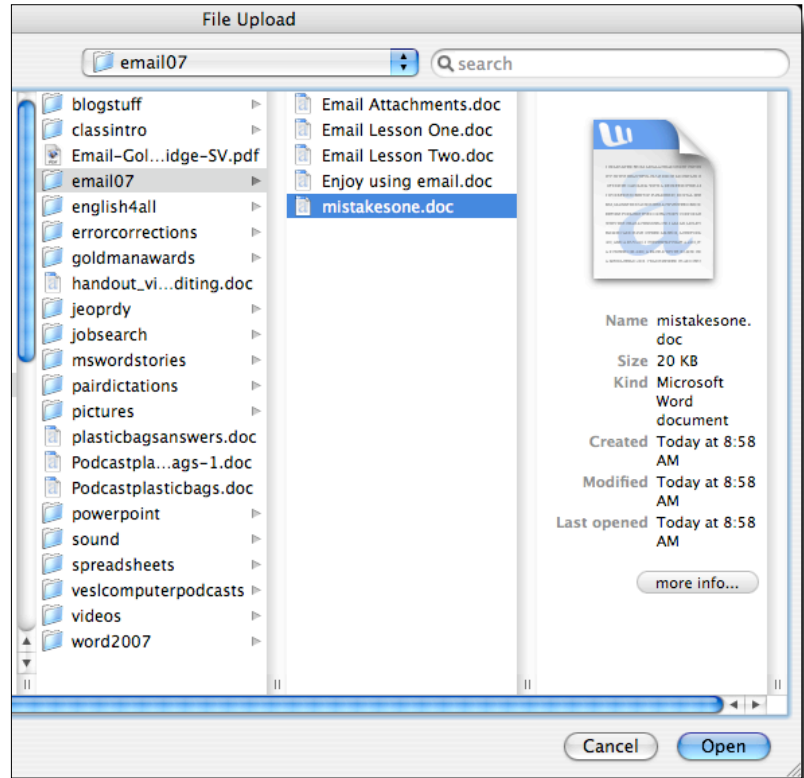 File Upload
email07
search
blogstuff
classintro
Email-Gol...idge-SV.pdf
email07
english4all
errorcorrections
goldmanawards
handout_vi...diting.doc
jeoprdy
jobsearch
mswordstories
pairdictations
pictures
plasticbagsanswers.doc
Podcastpla...ags-1.doc
Podcastplasticbags.doc
powerpoint
sound
spreadsheets
veslcomputerpodcasts
videos
word2007
Email Attachments.doc
Email Lesson One.doc
Email Lesson Two.doc
Enjoy using email.doc
mistakesone.doc
Name mistakesone.
doc
Size 20 KB
Kind Microsoft
Word
document
Created Today at 8:58
AM
Modified Today at 8:58
AM
Last opened Today at 8:58
AM
more info...
Cancel
Open